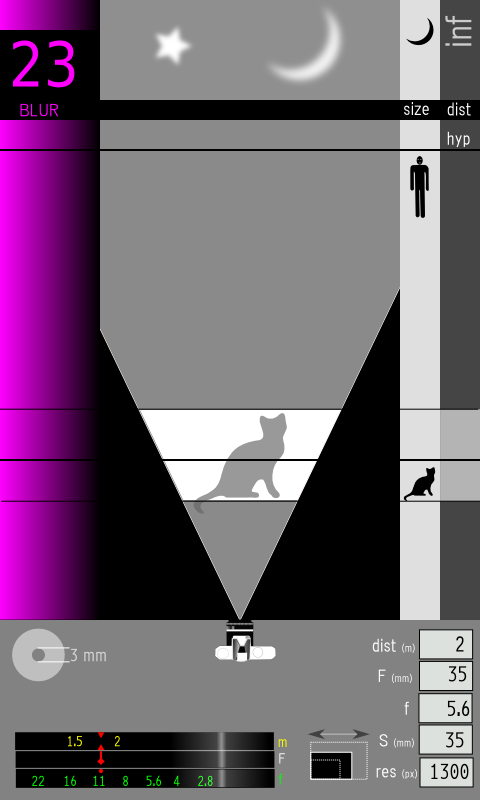 23
BLUR
inf
size dist
hyp
3 mm
dist (m) 2
F (mm) 35
f 5.6
S (mm) 35
res (px) 1300
1.5 2 m
F
22 16 11 8 5.6 4 2.8 f